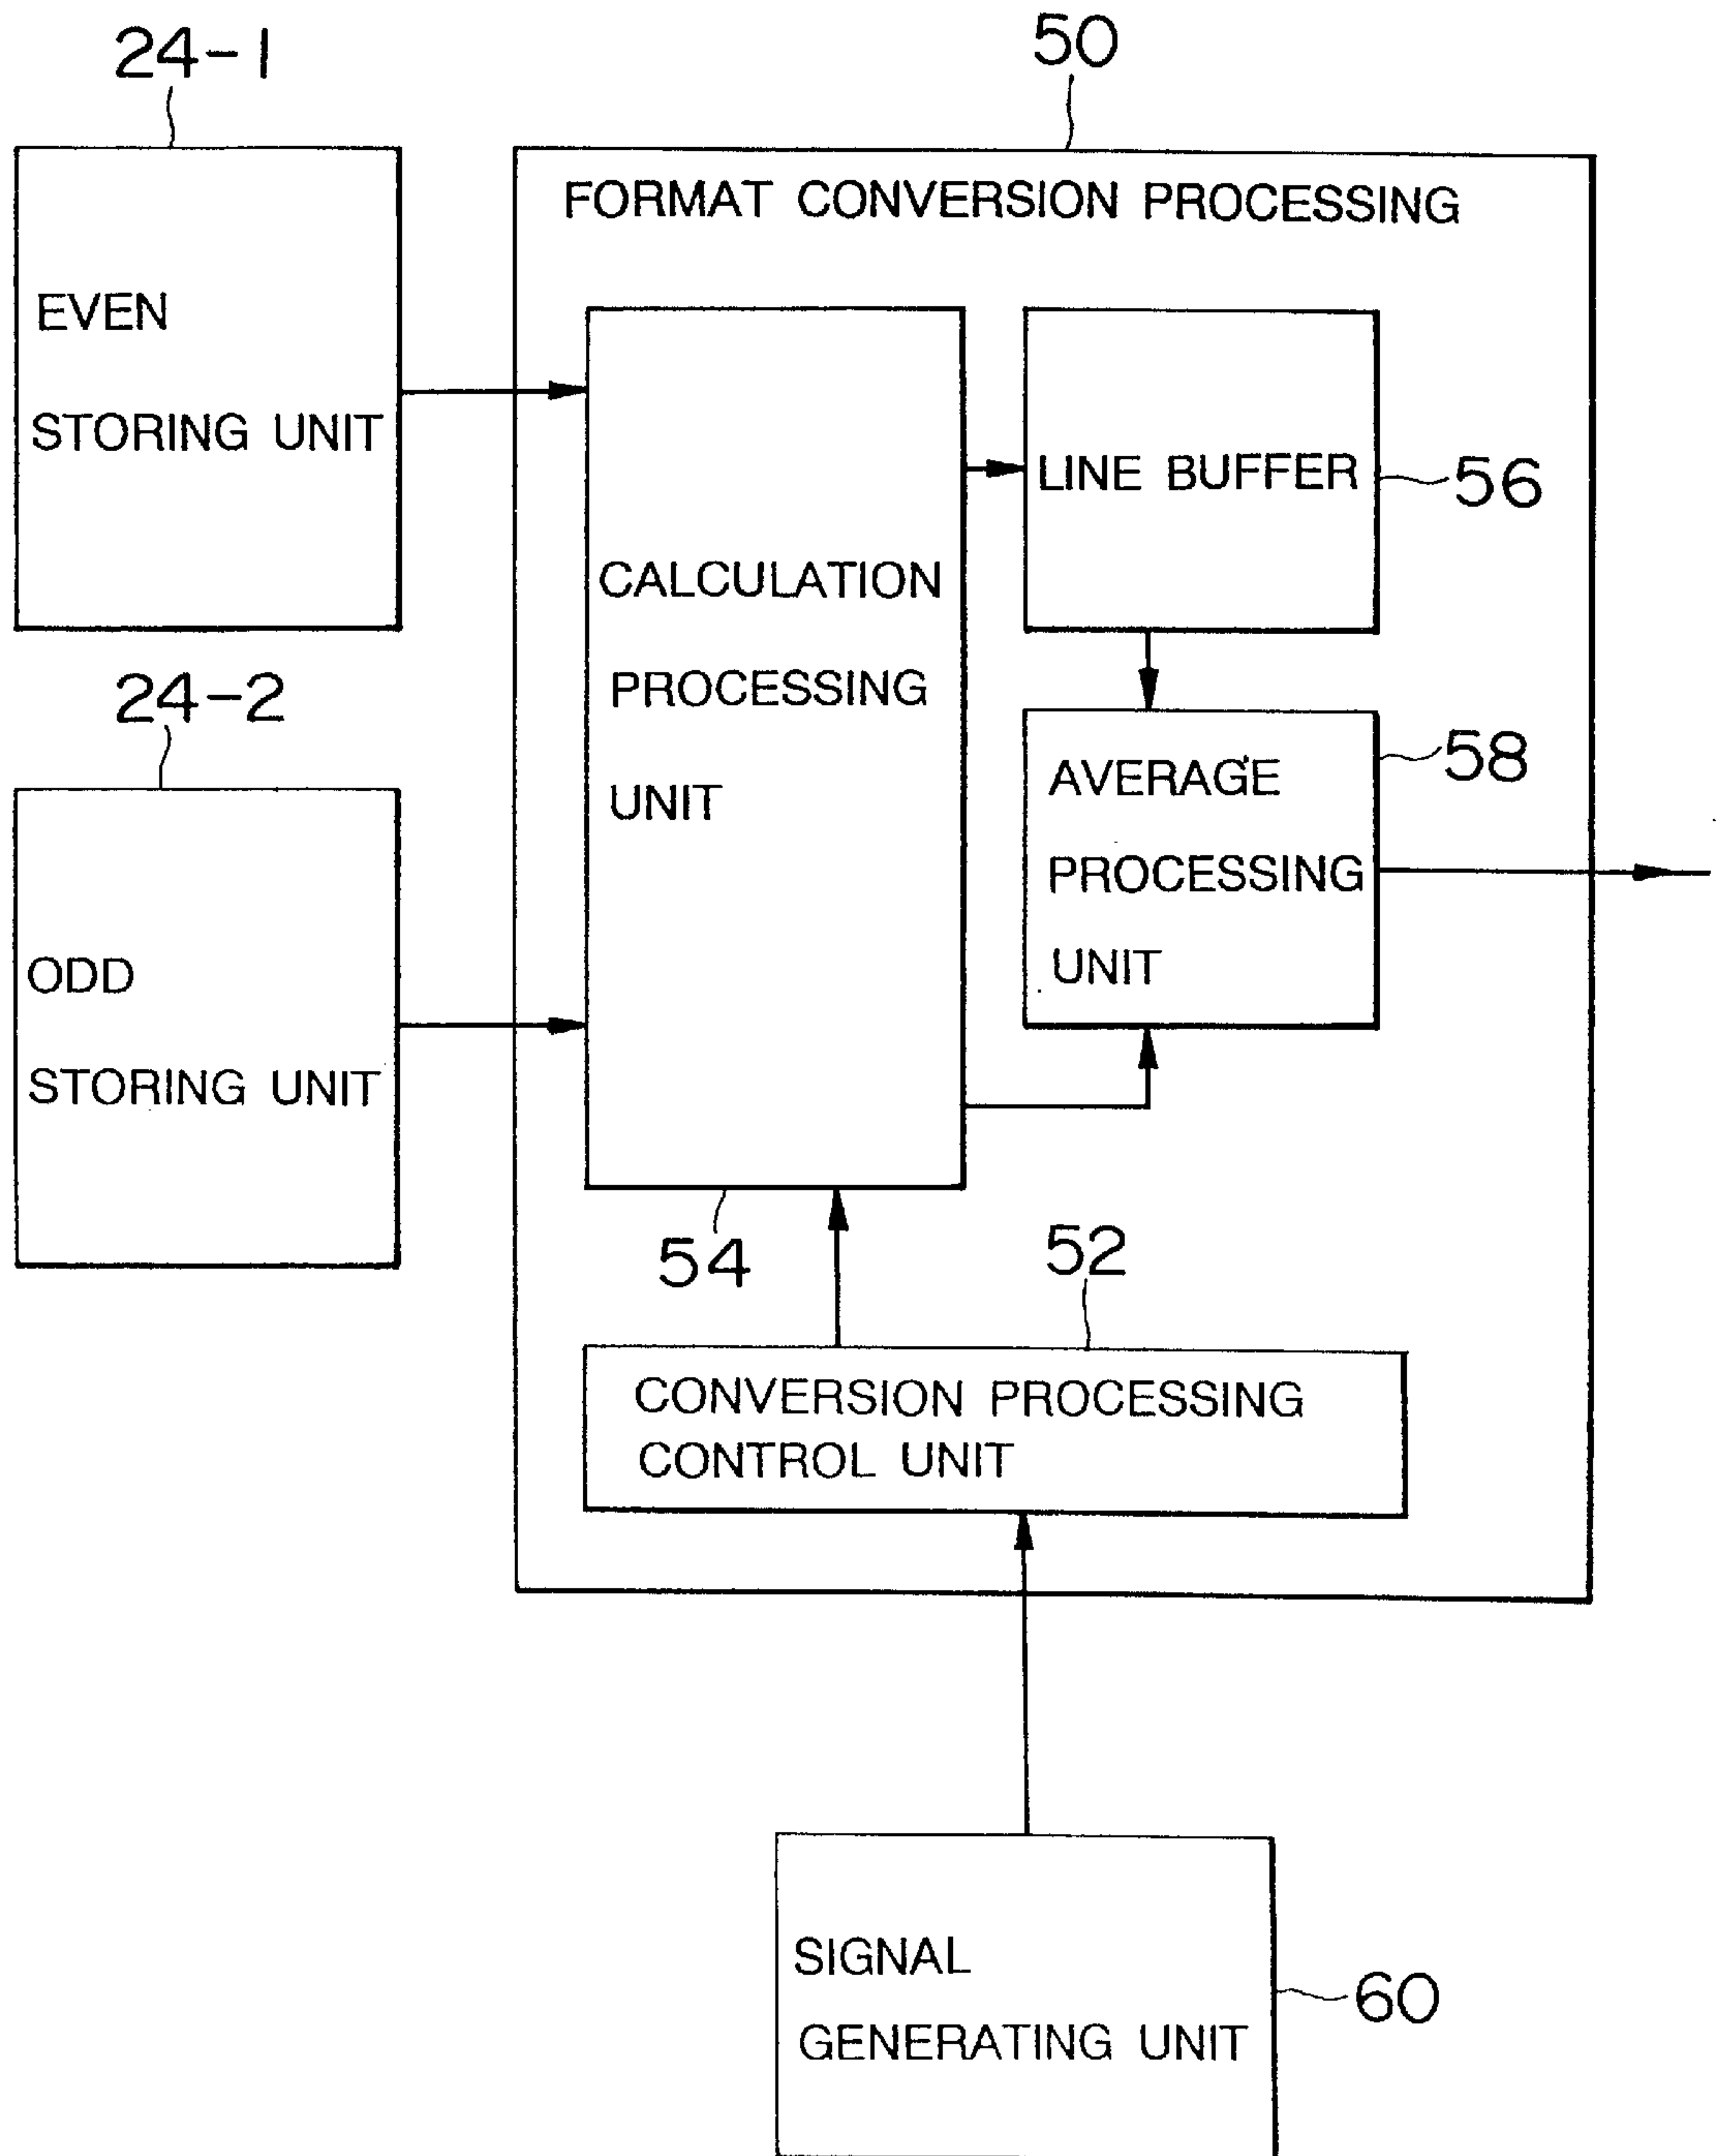 24-1
50
FORMAT CONVERSION PROCESSING
EVEN
STORING UNIT
LINE BUFFER
56
CALCULATION
PROCESSING
UNIT
24-2
AVERAGE
PROCESSING
UNIT
58
ODD
STORING UNIT
54
52
CONVERSION PROCESSING
CONTROL UNIT
SIGNAL
GENERATING UNIT
60